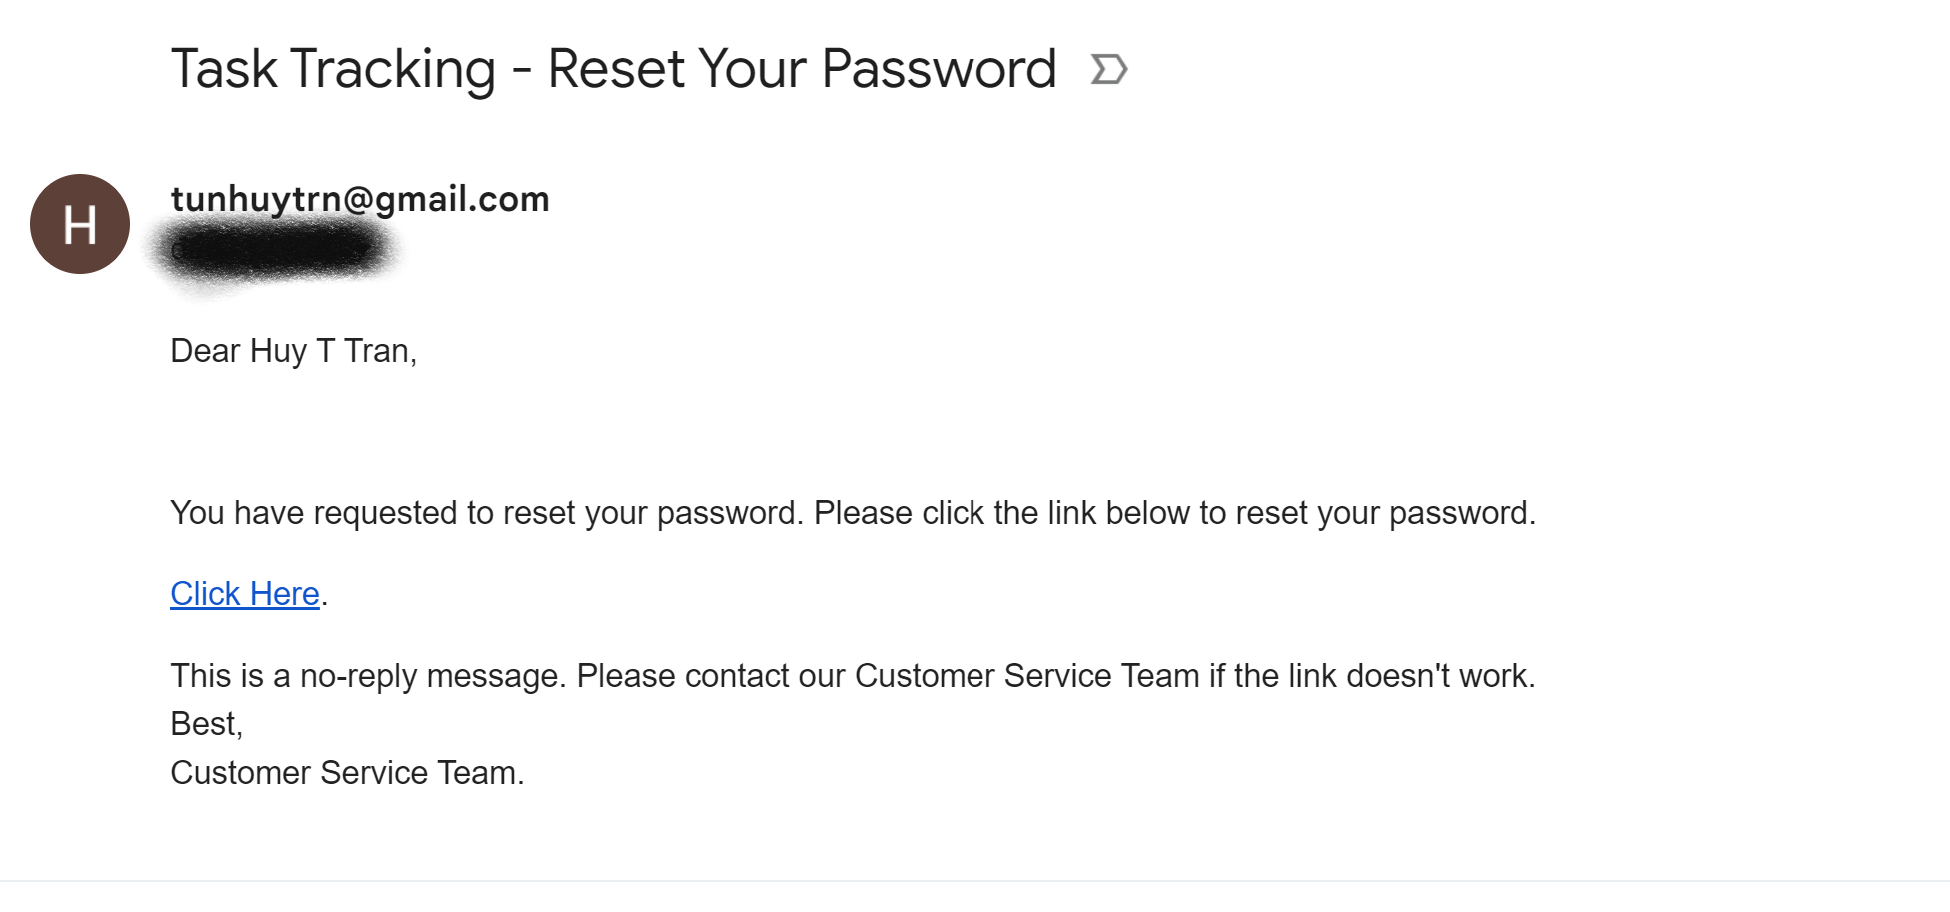 Task Tracking - Reset Your Password
H
tunhuytrn@gmail.com
Dear Huy T Tran,
You have requested to reset your password. Please click the link below to reset your password.
Click Here.
This is a no-reply message. Please contact our Customer Service Team if the link doesn't work.
Best,
Customer Service Team.